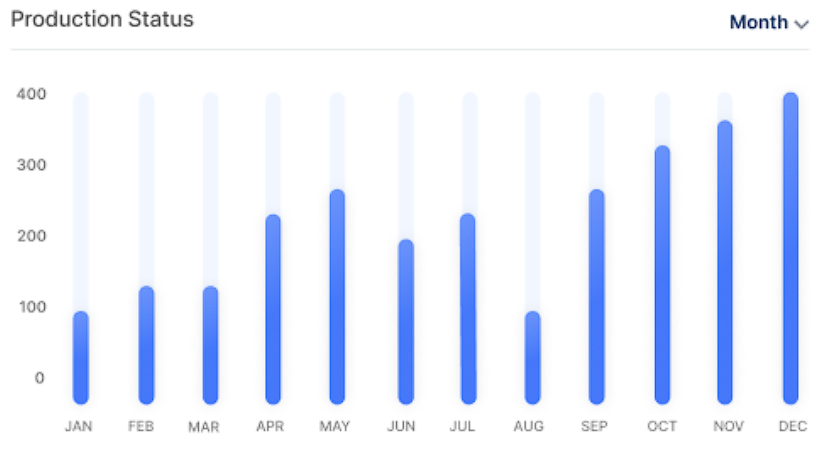 Production Status
Month
400
300
200
100
0
JAN FEB MAR APR MAY JUN JUL AUG SEP OCT NOV DEC